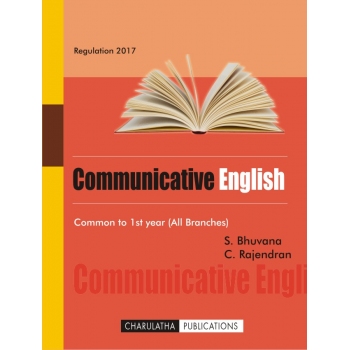 Regulation 2017
Communicative English
Common to 1st year (All Branches)
S. Bhuvana
C. Rajendran
Communicative Engli
CHARULATHA PUBLICATIONS